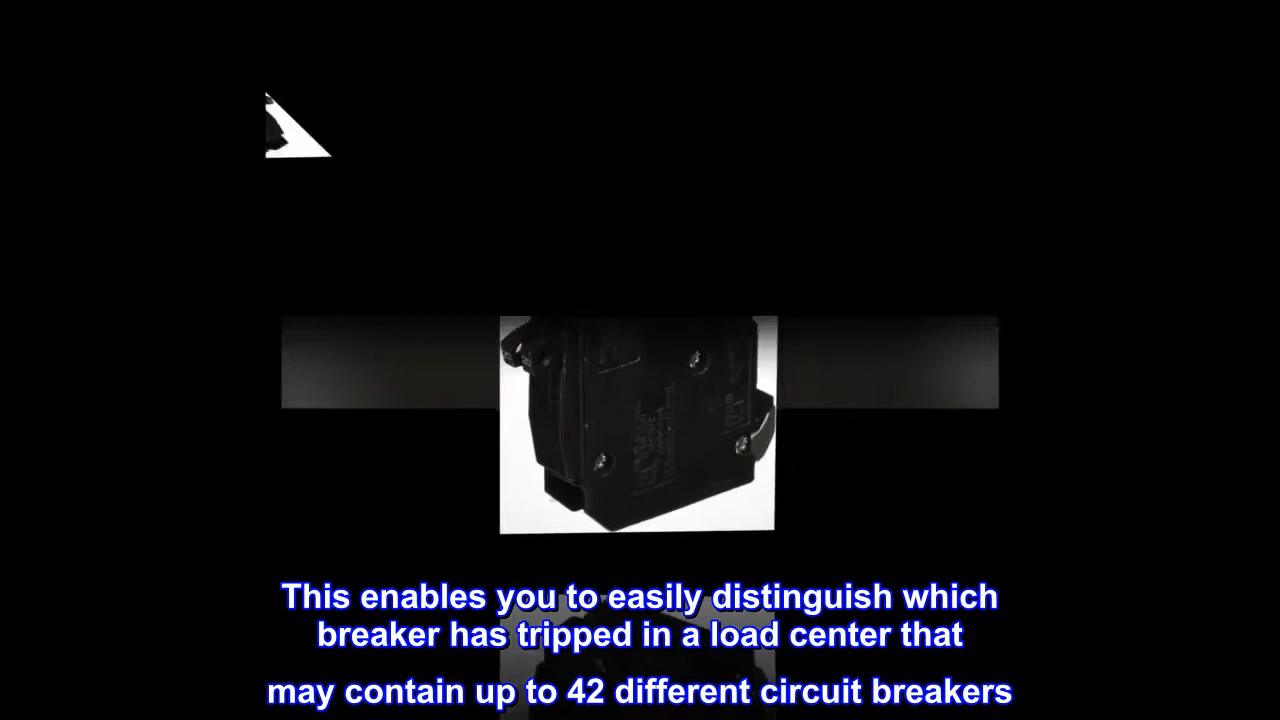 This enables you to easily distinguish which
breaker has tripped in a load center that
may contain up to 42 different circuit breakers